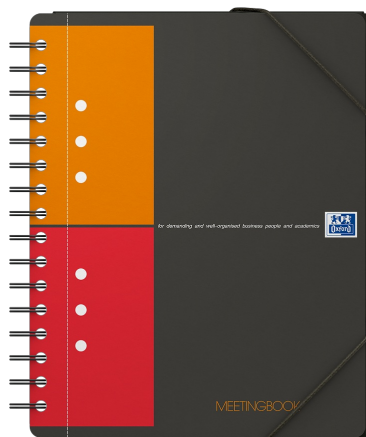 for demanding and well-organised business people and academics
Oxford
MEETINGBOOK